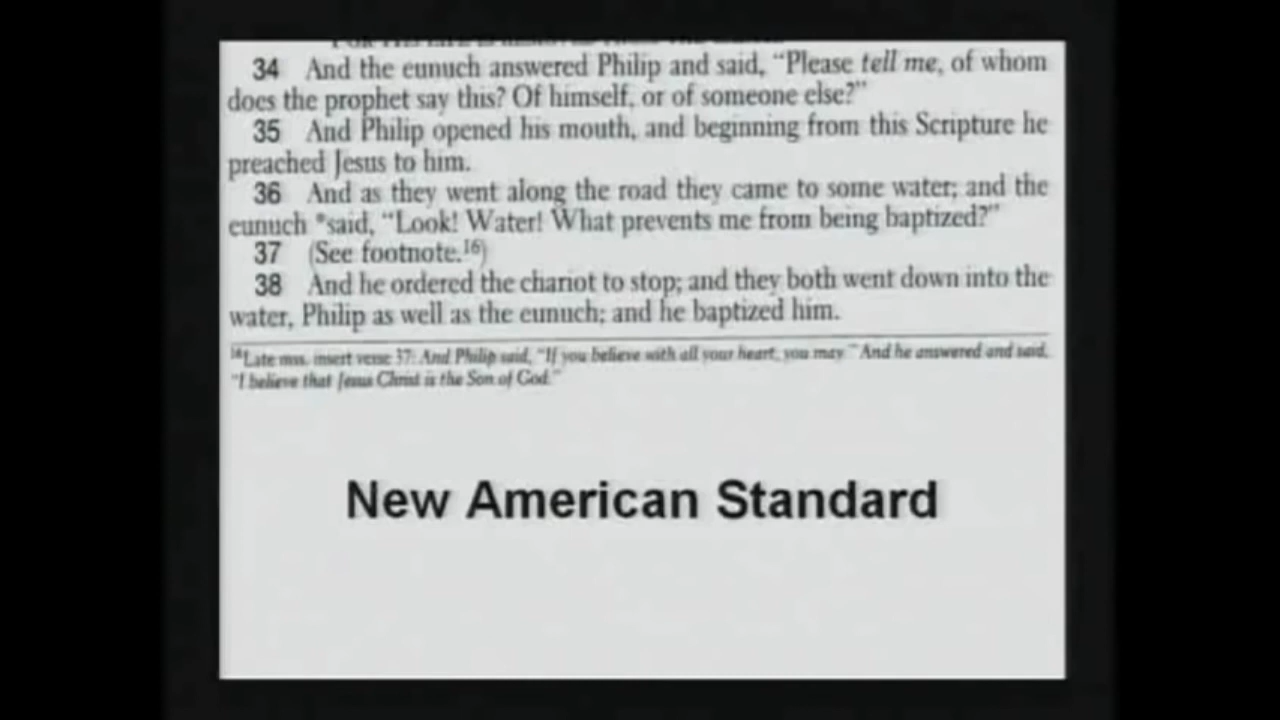 34 And the eunuch answered Philip and said, “Please tell me, of whom
does the prophet say this? Of himself, or of someone else?”
35 And Philip opened his mouth, and beginning from this Scripture he
preached Jesus to him.
36 And as they went along the road they came to some water; and the
eunuch *said, “Look! Water! What prevents me from being baptized?”
37 (See footnote.16)
38 And he ordered the chariot to stop; and they both went down into the
water, Philip as well as the eunuch; and he baptized him.
16Late mss. insert verse 37: And Philip said, “If you believe with all your heart, you may.” And he answered and said,
“I believe that Jesus Christ is the Son of God.”
New American Standard